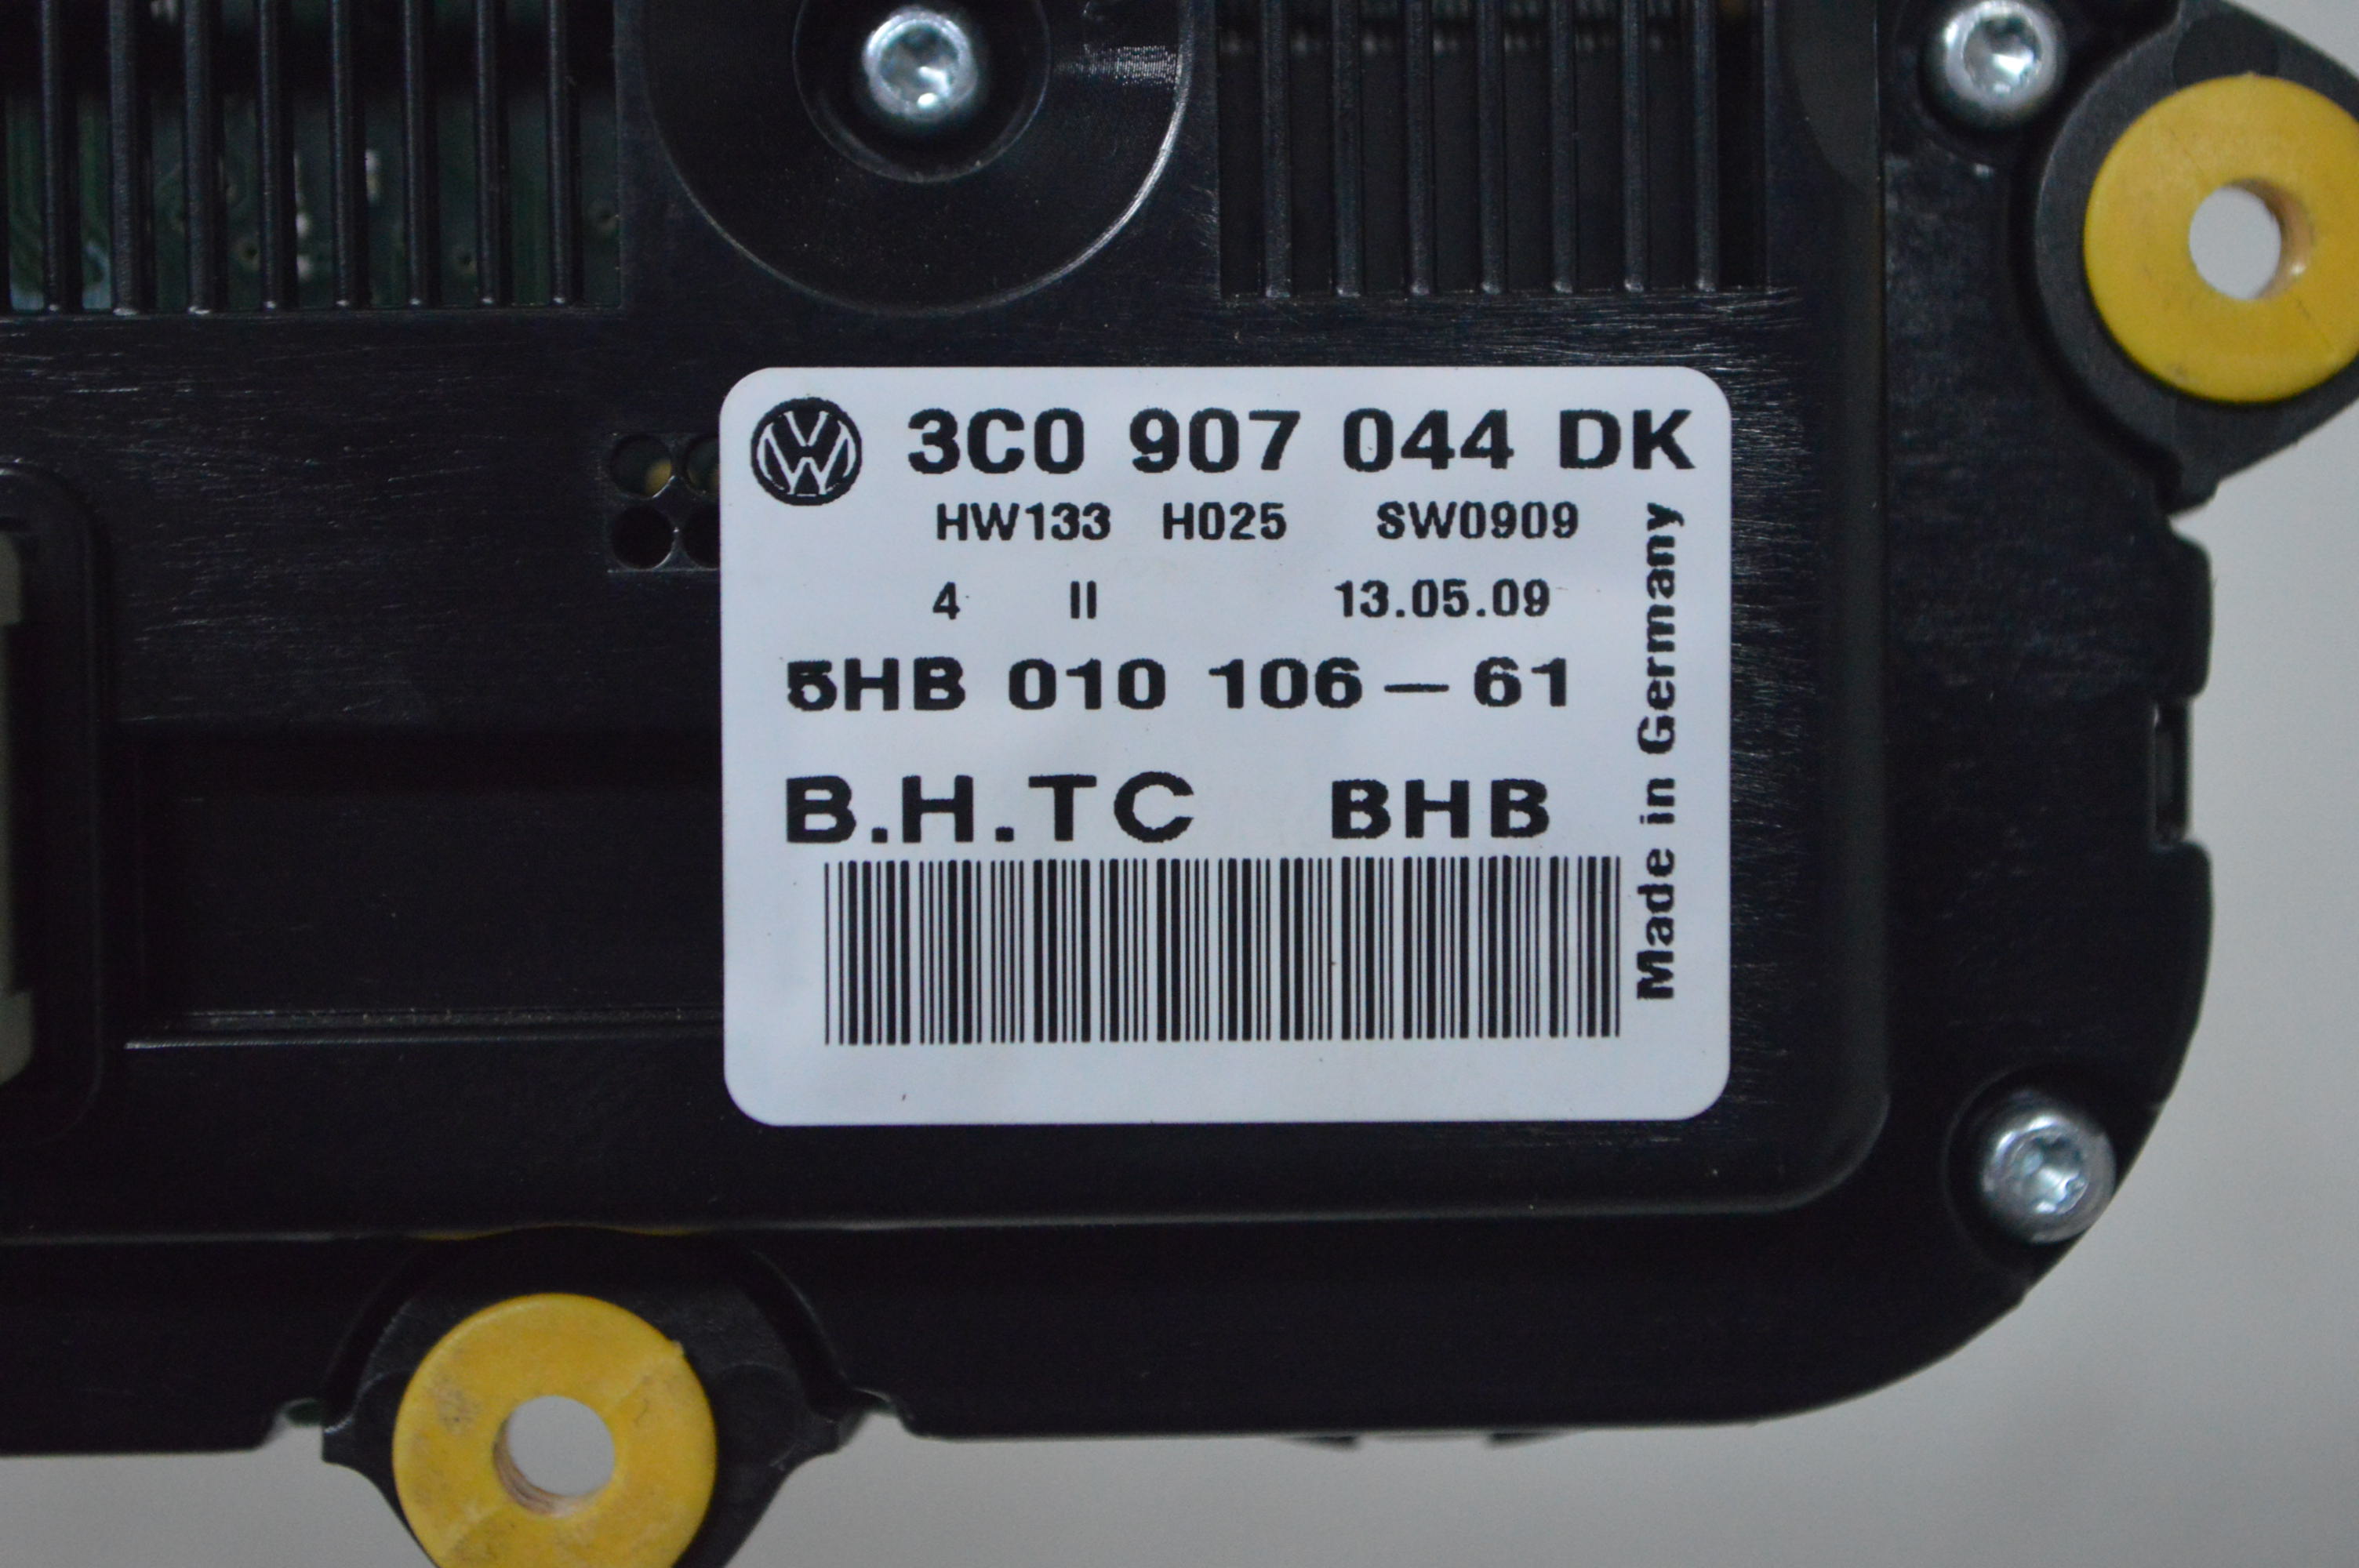 3C0 907 044 DK
HW133 H025 SW0909
4 II 13.05.09
5HB 010 106-61
B.H.TC BHB
Made in Germany